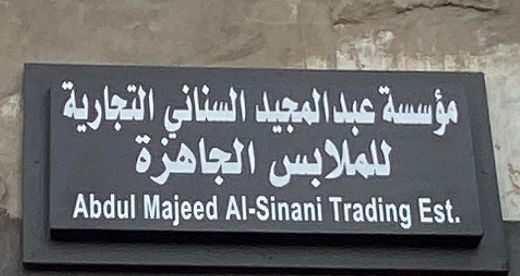 مؤسسة عبدالمجيد السناني التجارية
للملابس الجاهزة
Abdul Majeed Al-Sinani Trading Est.